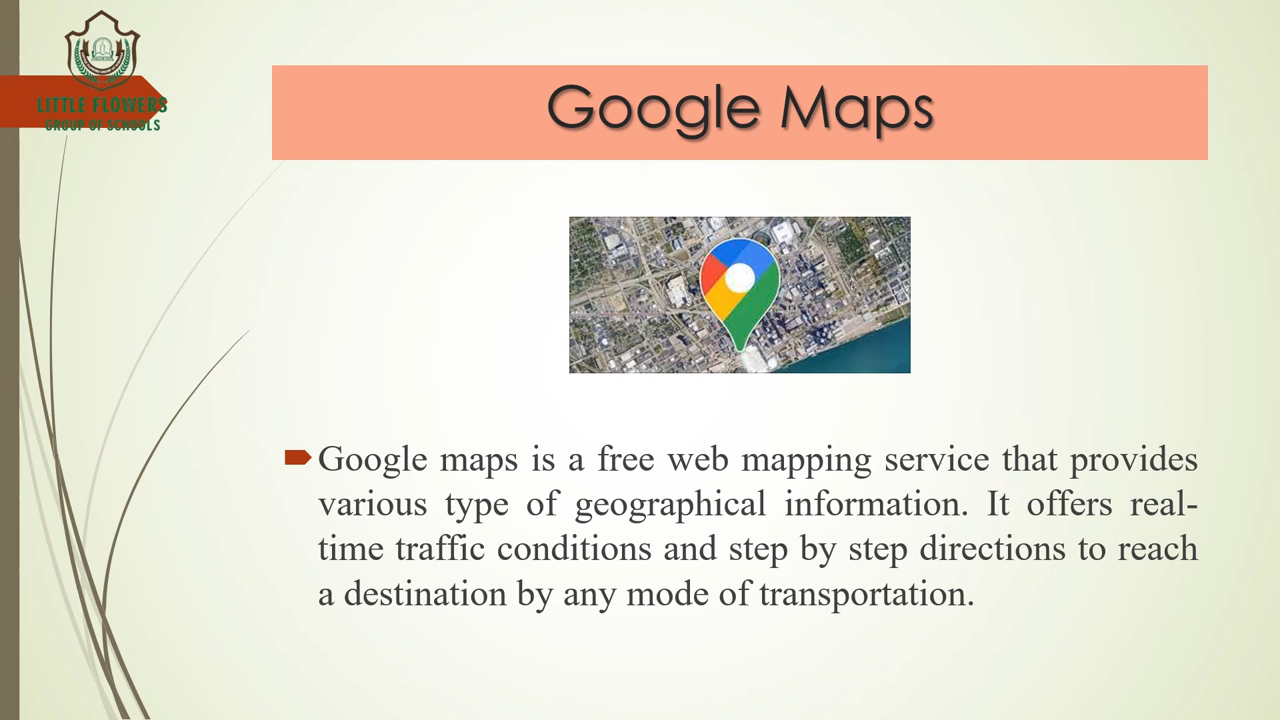 LITTLE FLOWERS
GROUP OF SCHOOLS
Google Maps
Google maps is a free web mapping service that provides
various type of geographical information. It offers real-
time traffic conditions and step by step directions to reach
a destination by any mode of transportation.